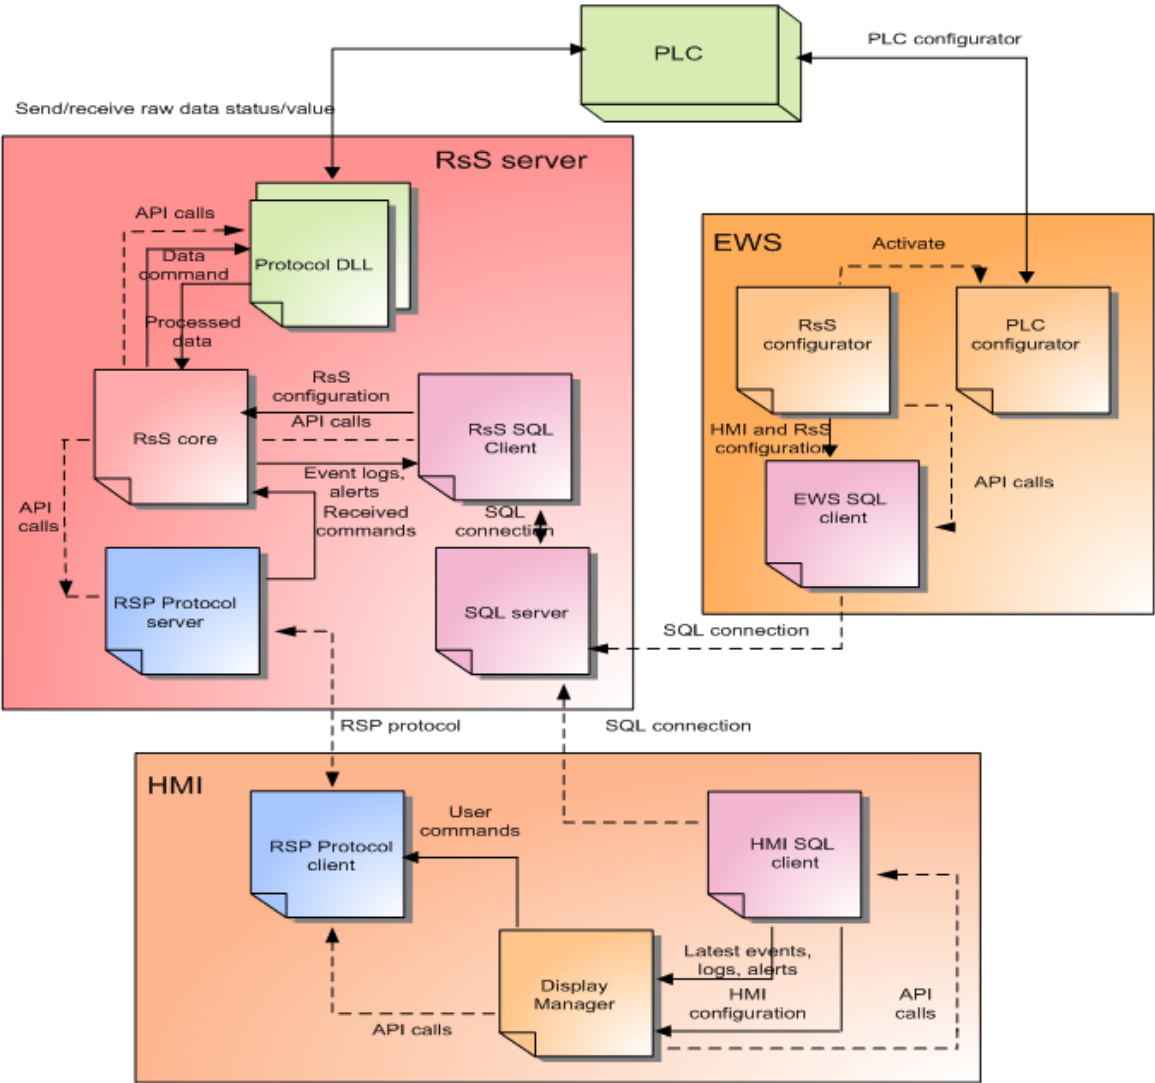 PLC
PLC configurator
Send/receive raw data status/value
RsS server
API calls
Data
command
Protocol DLL
Processed
data
RsS
configuration
API calls
RsS core
RsS SQL
Client
Event logs,
alerts
Received
commands
SQL
connection
API
calls
RSP Protocol
server
SQL server
EWS
Activate
RsS
configurator
PLC
configurator
HMI and RsS
configuration
API calls
EWS SQL
client
SQL connection
RSP protocol
SQL connection
HMI
User
commands
RSP Protocol
client
HMI SQL
client
Latest events,
logs, alerts
Display
Manager
HMI
configuration
API
calls
API calls